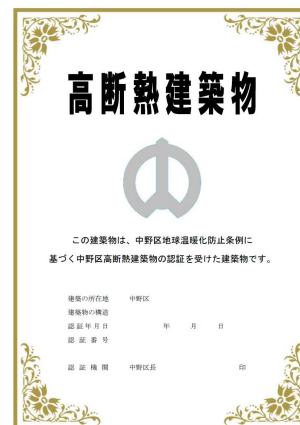 高断熱建築物
この建築物は、中野区地球温暖化防止条例に
基づく中野区高断熱建築物の認証を受けた建築物です。
建築の所在地 中野区
建築物の構造
認証年月日 年 月 日
認証番号
認証機関 中野区長 印